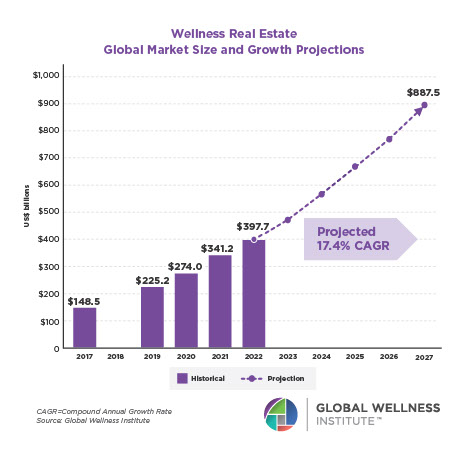 Wellness Real Estate
Global Market Size and Growth Projections
US$ billions
$1,000
$900
$800
$700
$600
$500
$400
$300
$200
$100
0
$148.5
$225.2
$274.0
$341.2
$397.7
$887.5
Projected
17.4% CAGR
2017 2018 2019 2020 2021 2022 2023 2024 2025 2026 2027
Historical Projection
CAGR=Compound Annual Growth Rate
Source: Global Wellness Institute
GLOBAL WELLNESS
INSTITUTE™